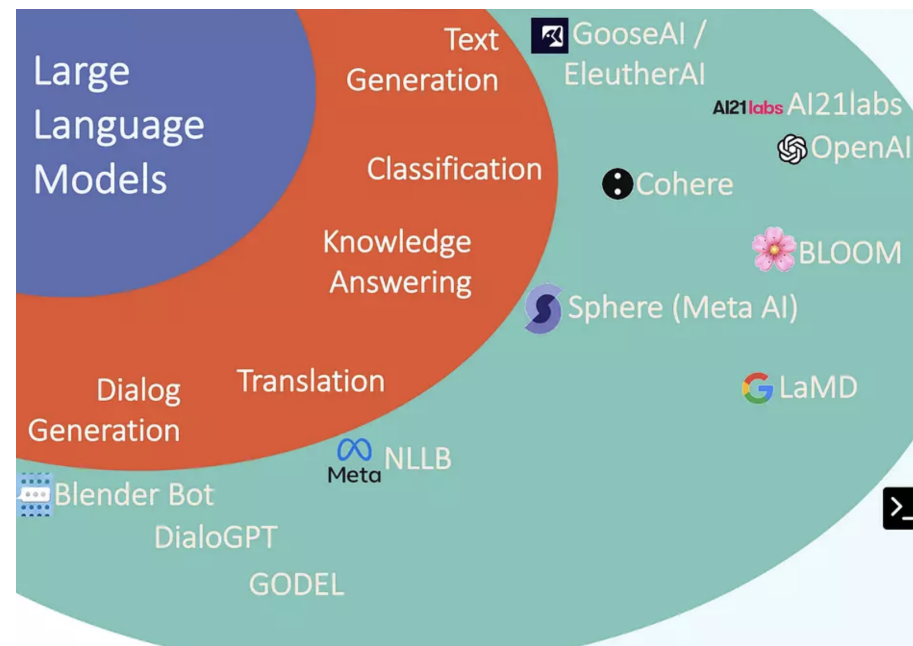 Large
Language
Models
Text
Generation
Classification
Knowledge
Answering
Translation
Dialog
Generation
GooseAI /
EleutherAI
AI21labs AI21labs
OpenAI
Cohere
BLOOM
Sphere (Meta AI)
LaMD
Meta NLLB
Blender Bot
DialoGPT
GODEL
>_